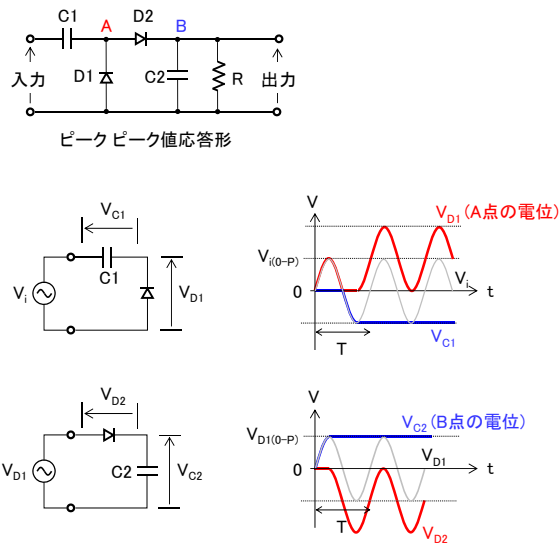 C1 A D2 B
入力 D1 C2 R 出力
ピーク ピーク値応答形
VC1
C1
Vi VD1
V
VD1 (A点の電位)
Vi(0-P)
Vi
0 t
VC1
T
VD2
C2
VD1 VC2
V
VC2 (B点の電位)
VD1(0-P)
VD1
0 t
T
VD2